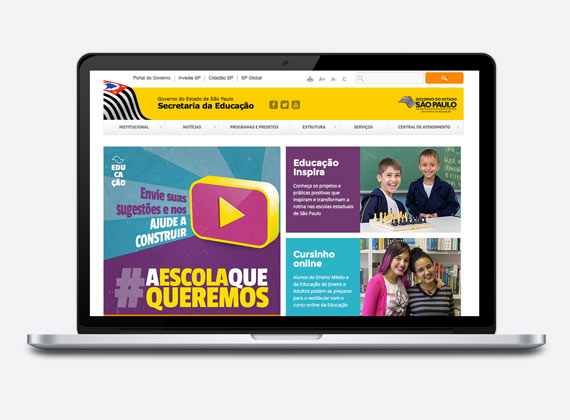 Portal do Governo | Investe SP | Cidadão SP | SP Global
A+ A- C
Governo do Estado de São Paulo
Secretaria da Educação
GOVERNO DO ESTADO
SÃO PAULO
Secretaria da Educação
INSTITUCIONAL NOTÍCIAS PROGRAMAS E PROJETOS ESTRUTURA SERVIÇOS CENTRAL DE ATENDIMENTO
EDU
CA
ÇÃO
Envie suas
sugestões e nos
AJUDE A
CONSTRUIR
#AESCOLAQUE
QUEREMOS
Educação
Inspira
Conheça os projetos e
práticas positivas que
inspiram e transformam a
rotina nas escolas estaduais
de São Paulo
Cursinho
online
Alunos do Ensino Médio e
da Educação de Jovens e
Adultos podem se preparar
para o vestibular com o
curso online da Educação